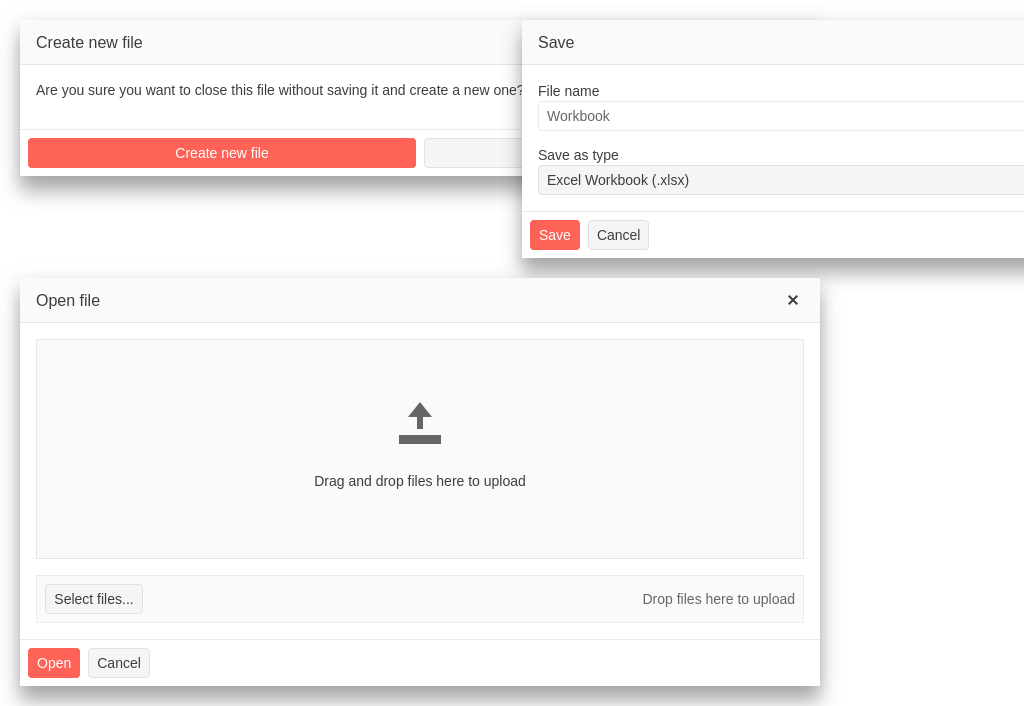 Create new file
Are you sure you want to close this file without saving it and create a new one?
Create new file
Save
File name
Workbook
Save as type
Excel Workbook (.xlsx)
Save Cancel
Open file
Drag and drop files here to upload
Select files... Drop files here to upload
Open Cancel